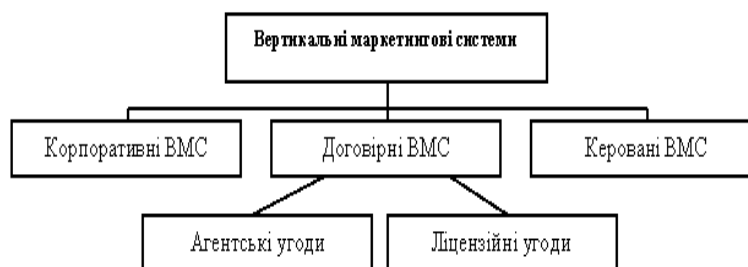 Вертикальні маркетингові системи
Корпоративні ВМС
Договірні ВМС
Керовані ВМС
Агентські угоди
Ліцензійні угоди